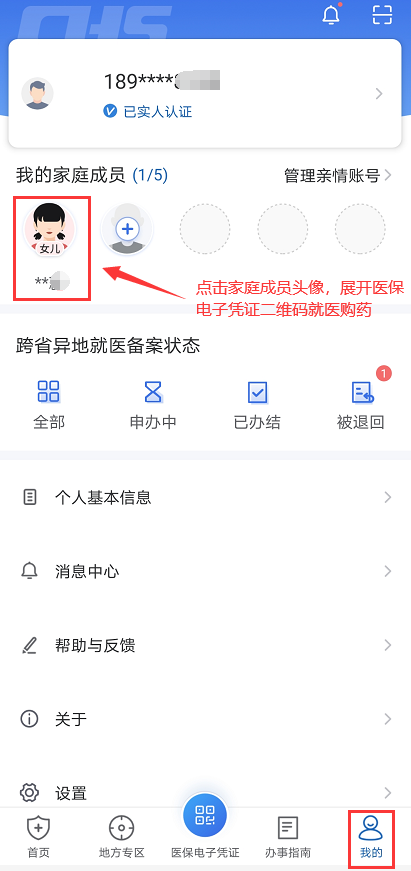 CHS
189****8
已实人认证
我的家庭成员 (1/5)
管理亲情账号
女儿
**
点击家庭成员头像，展开医保
电子凭证二维码就医购药
跨省异地就医备案状态
1
全部
申办中
已办结
被退回
个人基本信息
消息中心
帮助与反馈
关于
设置
首页
地方专区
医保电子凭证
办事指南
我的